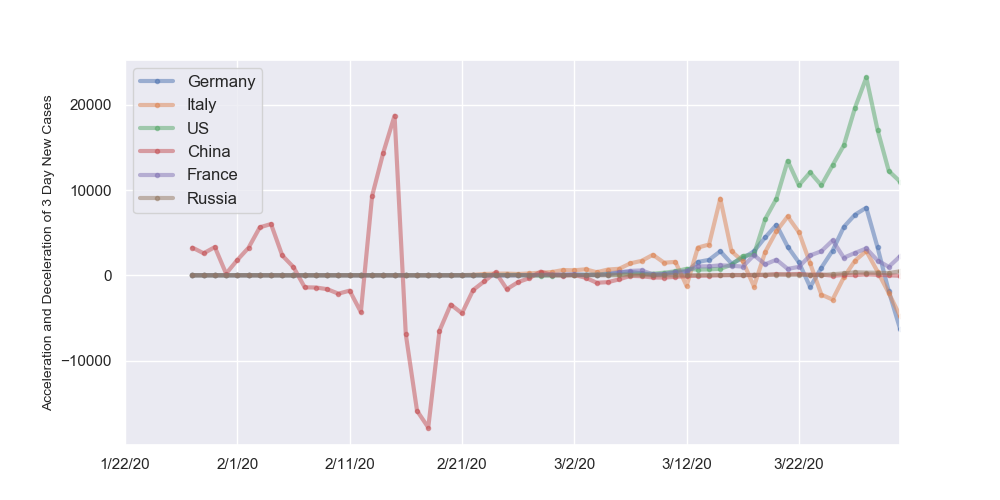 Acceleration and Deceleration of 3 Day New Cases
20000
10000
0
−10000
Germany
Italy
US
China
France
Russia
1/22/20 2/1/20 2/11/20 2/21/20 3/2/20 3/12/20 3/22/20